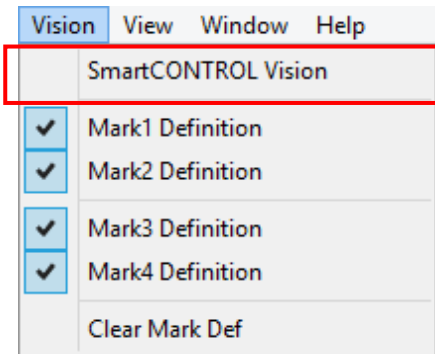 Vision View Window Help
SmartCONTROL Vision
Mark1 Definition
Mark2 Definition
Mark3 Definition
Mark4 Definition
Clear Mark Def